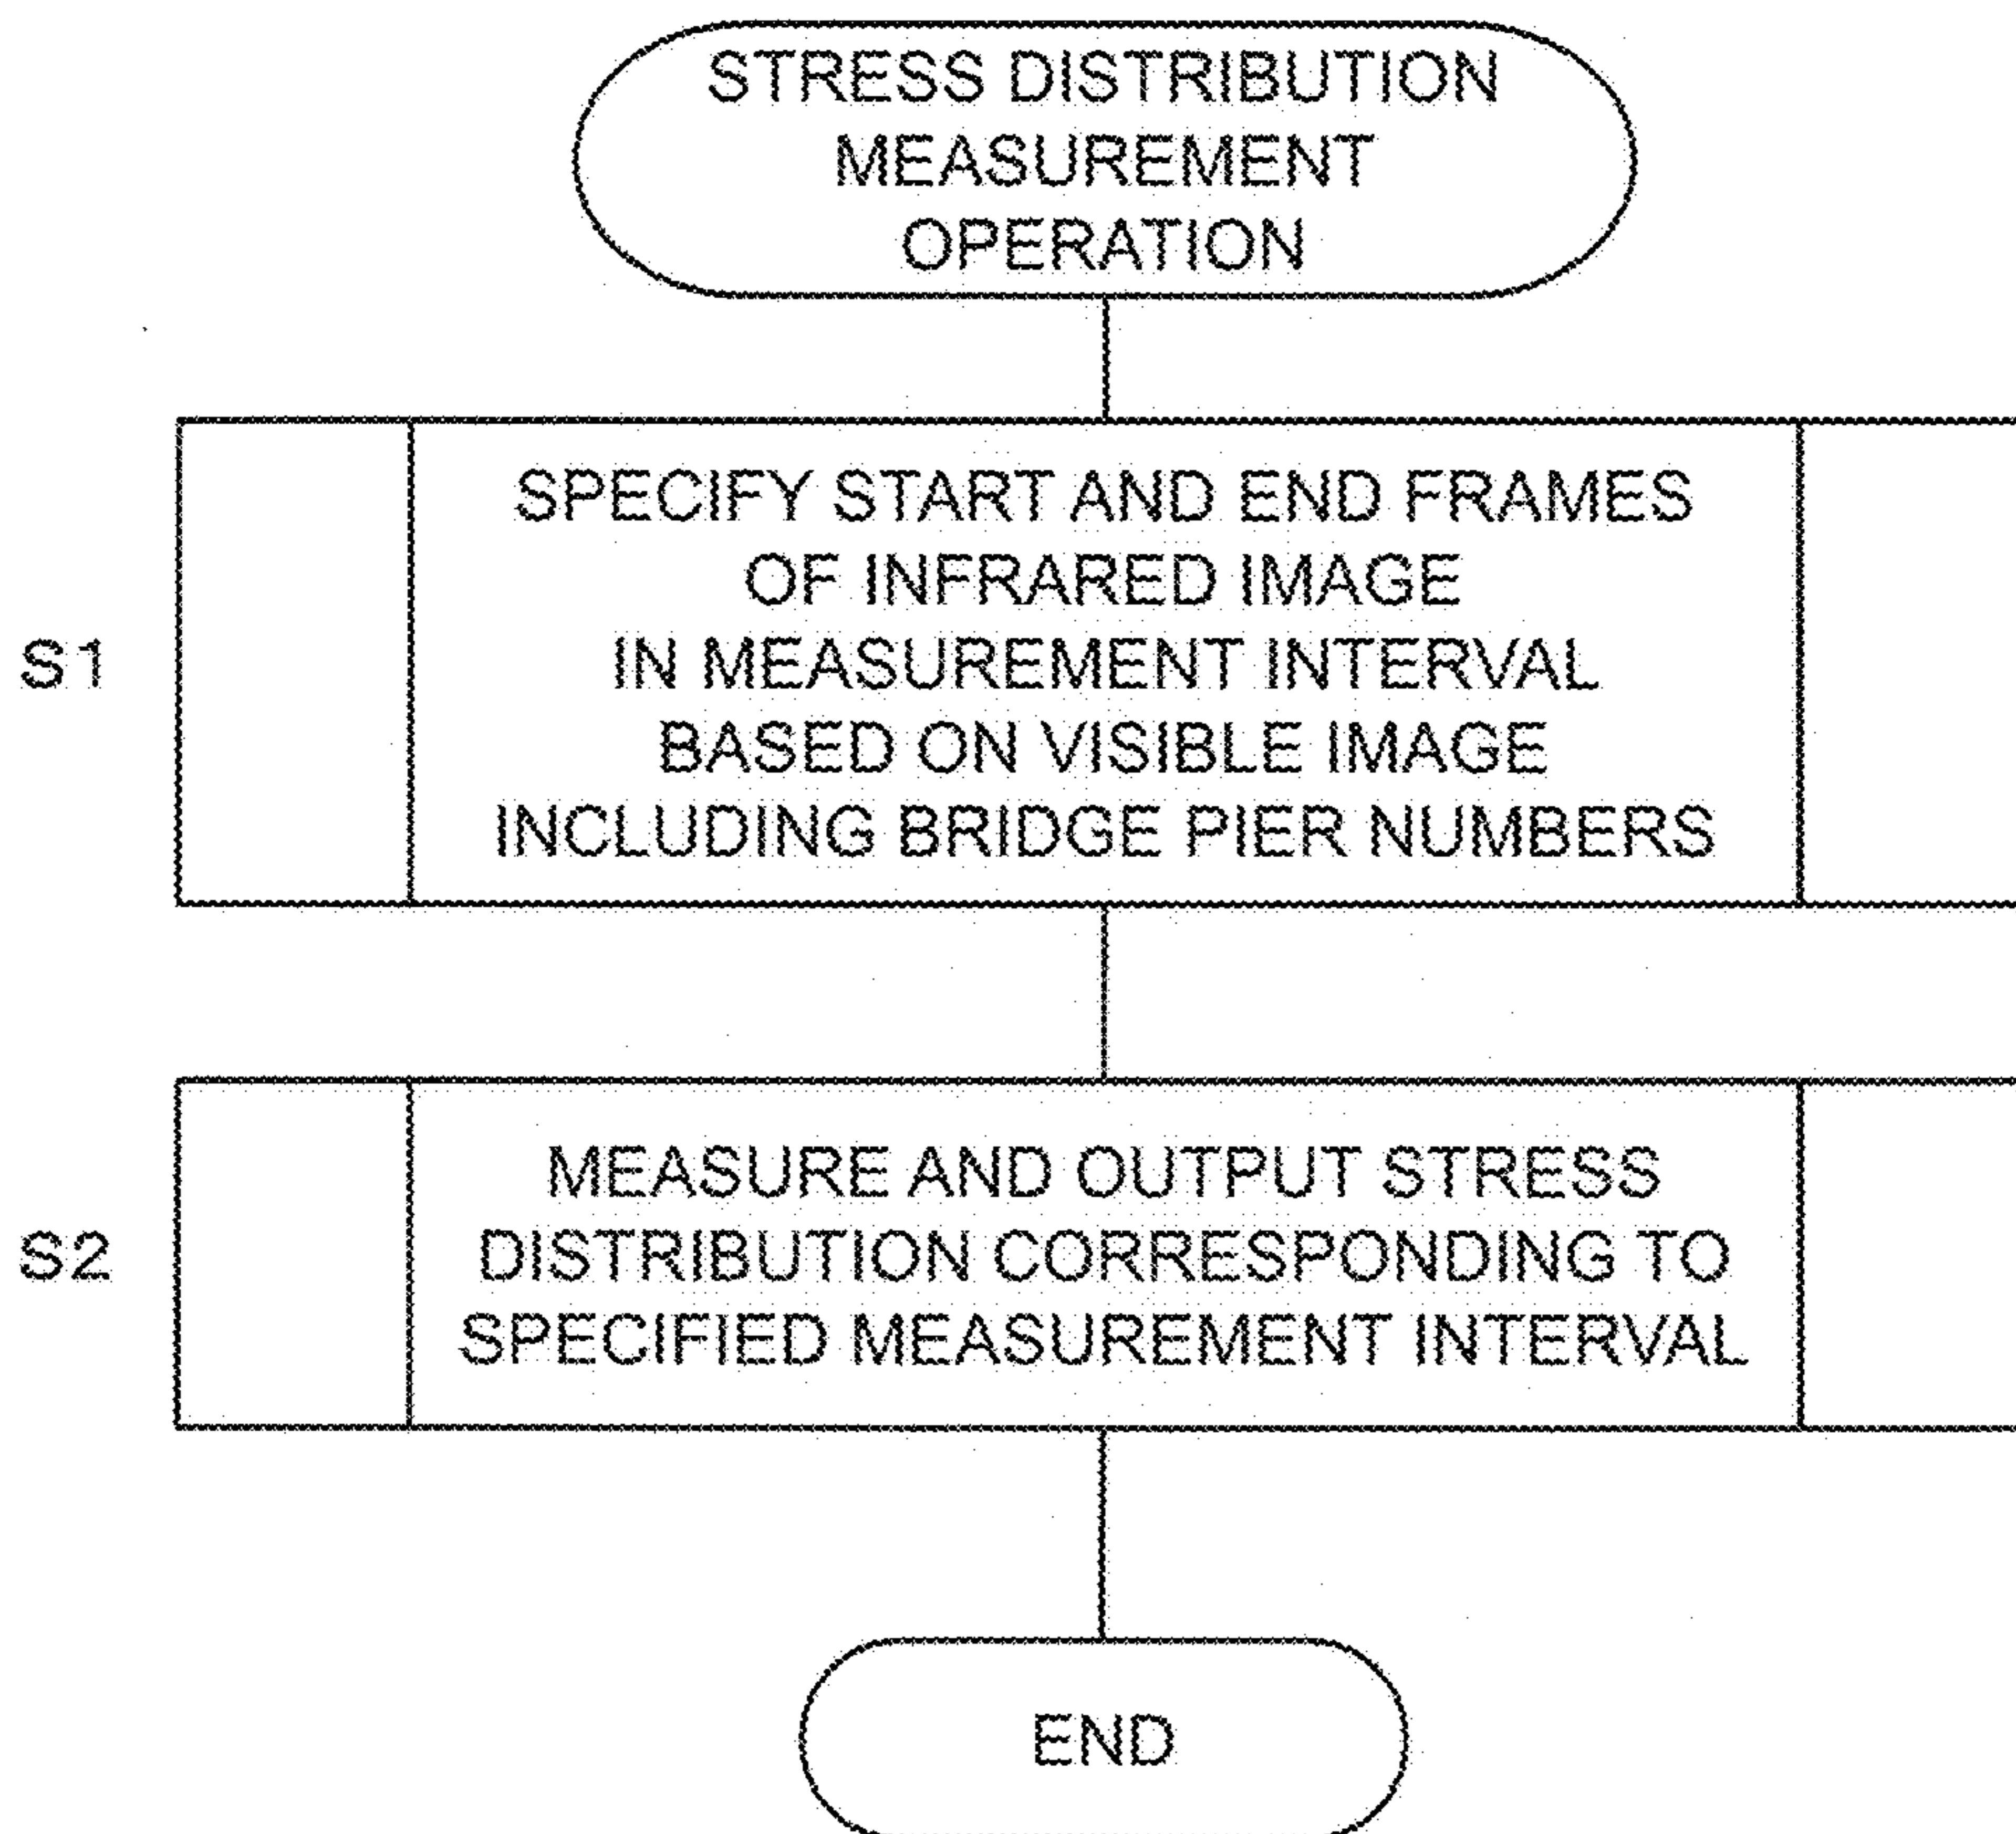 STRESS DISTRIBUTION
MEASUREMENT
OPERATION
S1
SPECIFY START AND END FRAMES
OF INFRARED IMAGE
IN MEASUREMENT INTERVAL
BASED ON VISIBLE IMAGE
INCLUDING BRIDGE PIER NUMBERS
S2
MEASURE AND OUTPUT STRESS
DISTRIBUTION CORRESPONDING TO
SPECIFIED MEASUREMENT INTERVAL
END